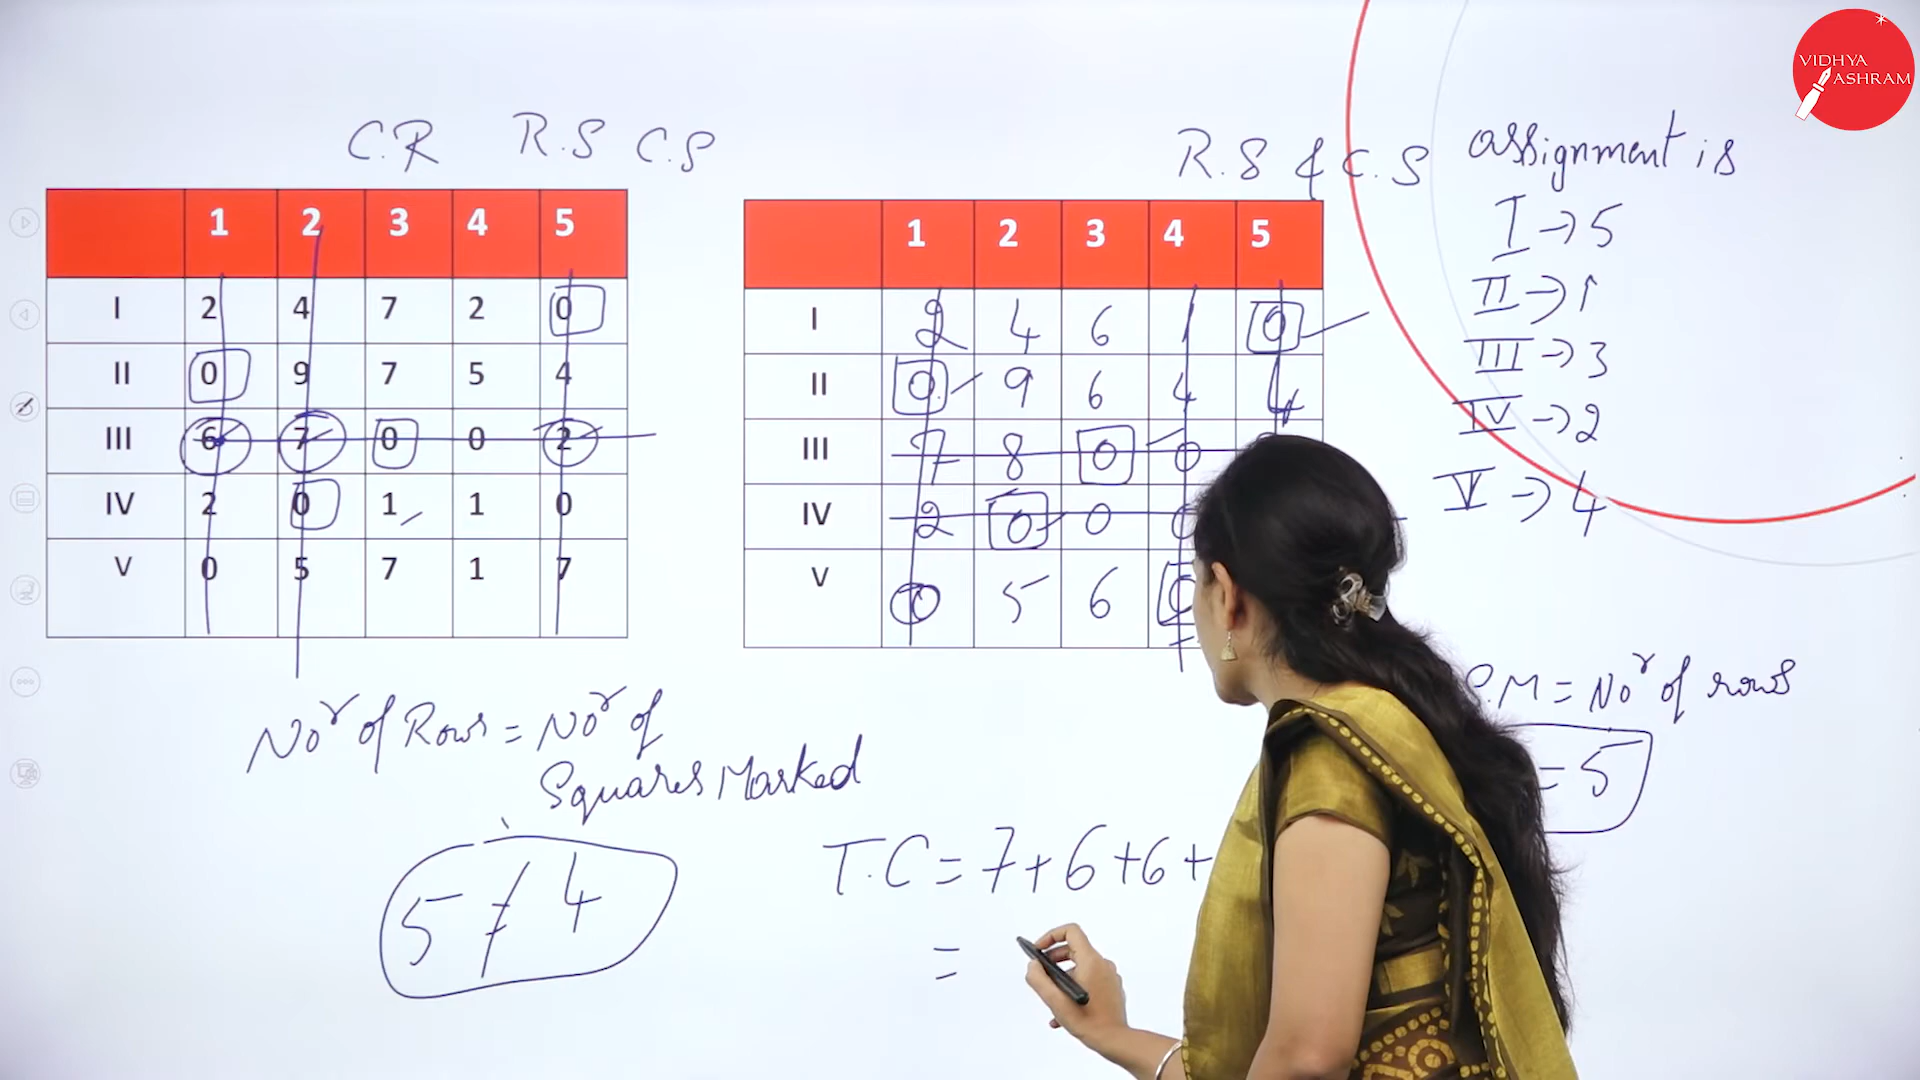 VIDHYA
ASHRAM
C.R R.S C.S
1 2 3 4 5
I 2 4 7 2 0
II 0 9 7 5 4
III 6 7 0 0 2
IV 2 0 1 1 0
V 0 5 7 1 7
No^r of Rows = No^r of
Squares Marked
5 ≠ 4
R.S & C.S
1 2 3 4 5
I 2 4 6 1 0
II 0 9 6 4 4
III 7 8 0 0 2
IV 2 0 0
V 0 5 6 0
assignment is
I → 5
II → 1
III → 3
IV → 2
V → 4
.M = No^r of rows
= 5
T.C = 7+6+6+
=